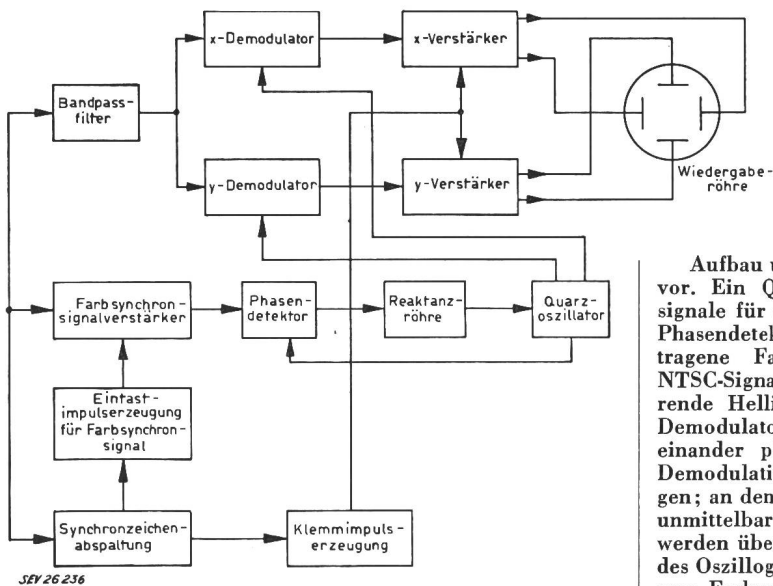 x-Demodulator
x-Verstärker
Bandpass-
filter
y-Demodulator
y-Verstärker
Wiedergabe-
röhre
Farbsynchron-
signalverstärker
Phasen-
detektor
Reaktanz-
röhre
Quarz-
oszillator
Eintast-
impulserzeugung
für Farbsynchron-
signal
Synchronzeichen-
abspaltung
Klemmimpuls-
erzeugung
SEV 26 236
Aufbau
vor. Ein
signale für
Phasendetek
tragene
NTSC-Signa
rende Helli
Demodulato
einander
Demodulati
gen; an den
unmittelbar
werden übe
des Oszillog